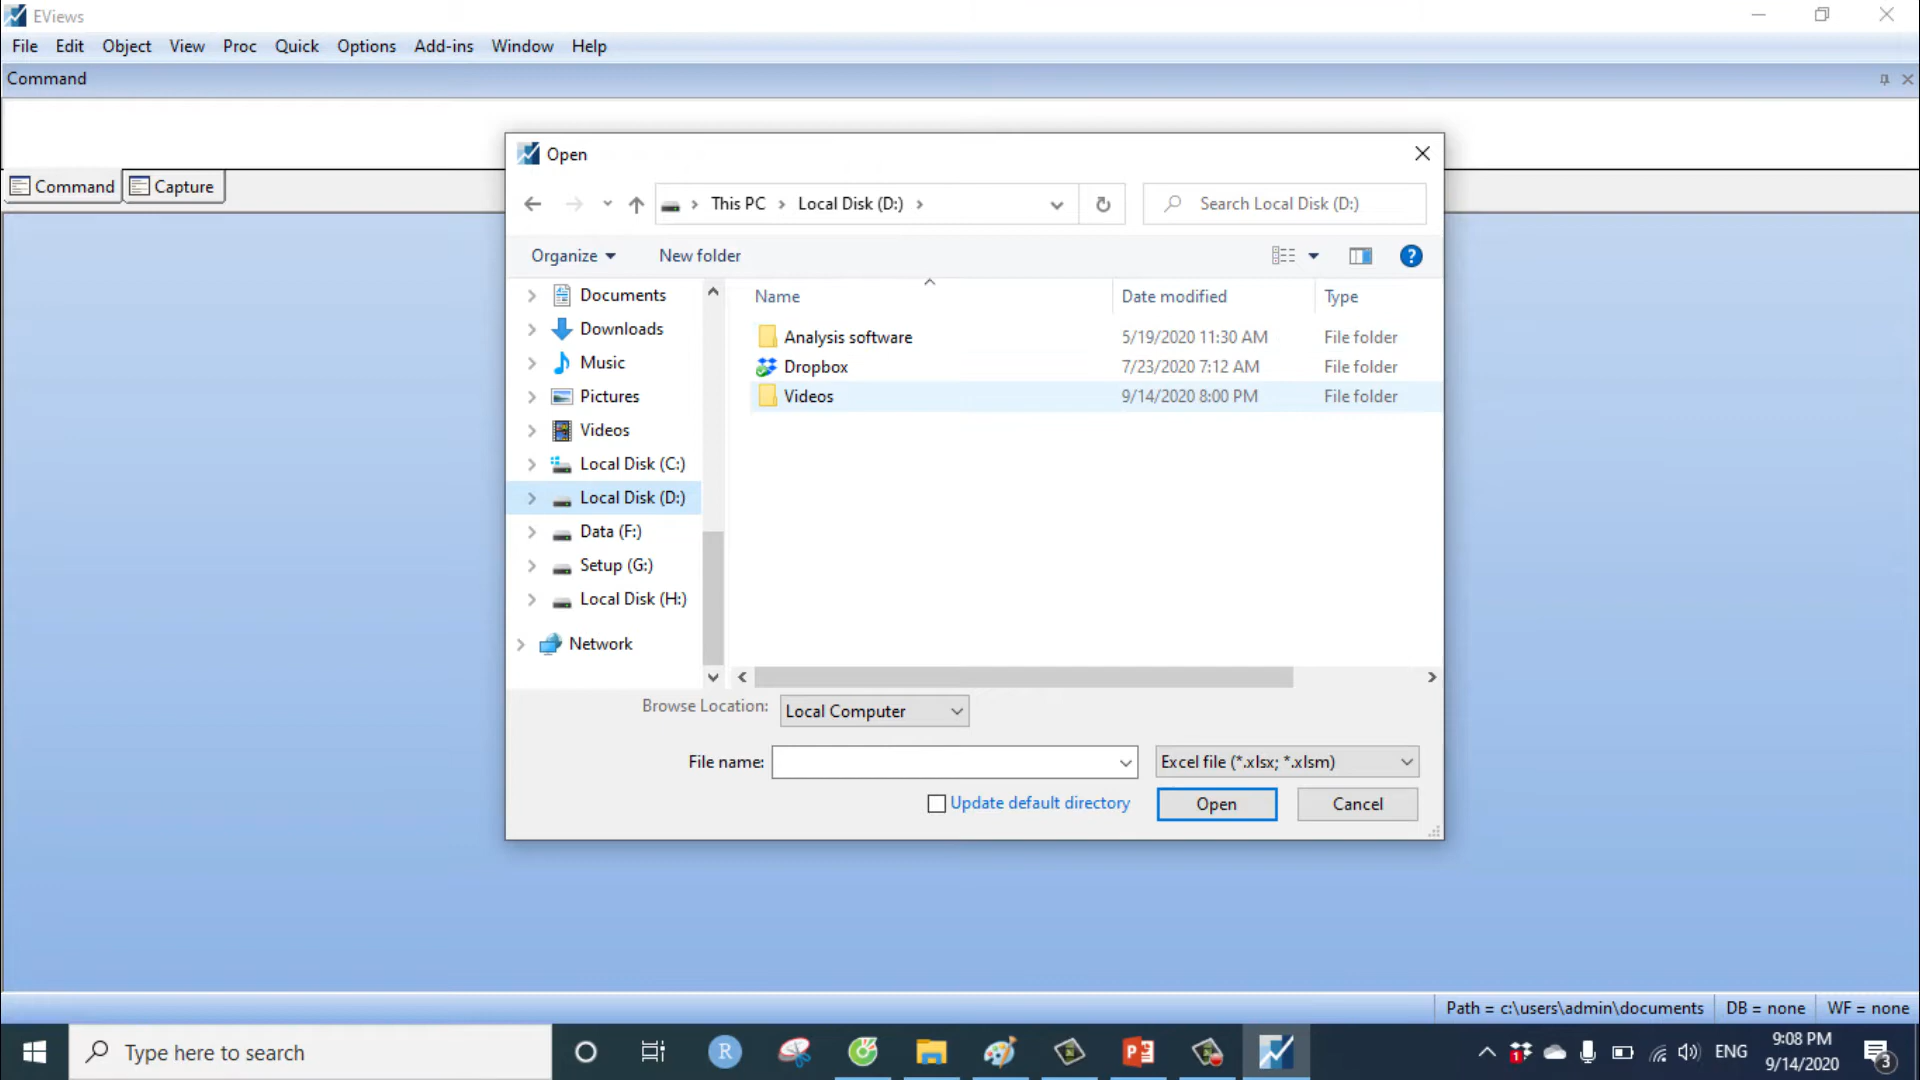 EViews
File Edit Object View Proc Quick Options Add-ins Window Help
Command
Command Capture
Open
This PC Local Disk (D:)
Search Local Disk (D:)
Organize New folder
?
Name Date modified Type
Documents
Downloads
Music
Pictures
Videos
Local Disk (C:)
Local Disk (D:)
Data (F:)
Setup (G:)
Local Disk (H:)
Network
Analysis software 5/19/2020 11:30 AM File folder
Dropbox 7/23/2020 7:12 AM File folder
Videos 9/14/2020 8:00 PM File folder
Browse Location: Local Computer
File name: Excel file (*.xlsx; *.xlsm)
Update default directory Open Cancel
Path = c:\users\admin\documents DB = none WF = none
Type here to search
R
1
ENG
9:08 PM
9/14/2020
3